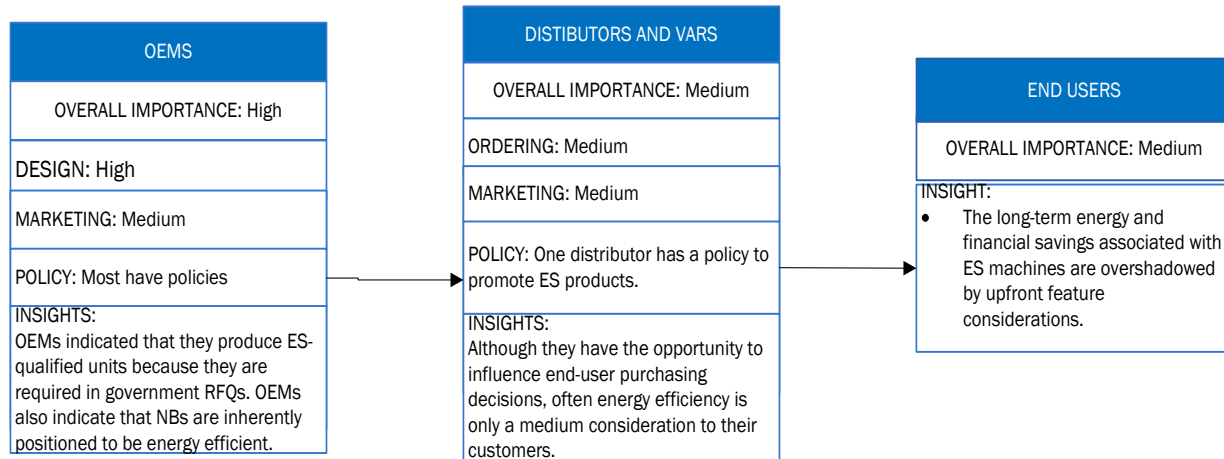 OEMS
OVERALL IMPORTANCE: High
DESIGN: High
MARKETING: Medium
POLICY: Most have policies
INSIGHTS:
OEMs indicated that they produce ES-
qualified units because they are
required in government RFQs. OEMs
also indicate that NBs are inherently
positioned to be energy efficient.
DISTIBUTORS AND VARS
OVERALL IMPORTANCE: Medium
ORDERING: Medium
MARKETING: Medium
POLICY: One distributor has a policy to
promote ES products.
INSIGHTS:
Although they have the opportunity to
influence end-user purchasing
decisions, often energy efficiency is
only a medium consideration to their
customers.
END USERS
OVERALL IMPORTANCE: Medium
INSIGHT:
• The long-term energy and
financial savings associated with
ES machines are overshadowed
by upfront feature
considerations.